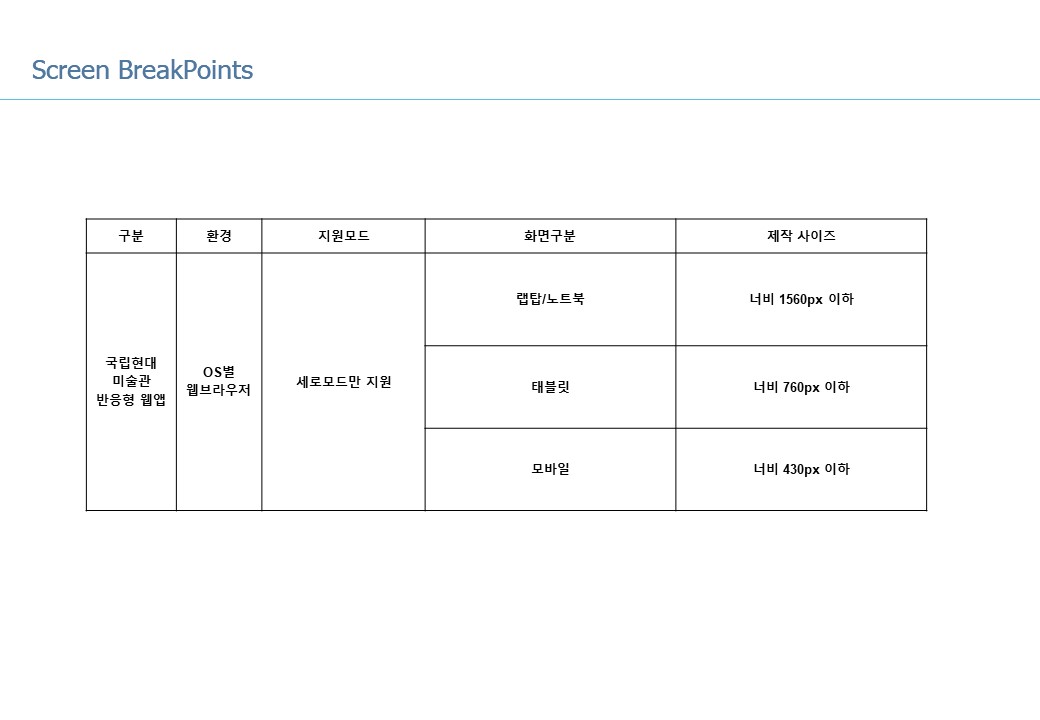 Screen BreakPoints
구분 환경 지원모드 화면구분 제작 사이즈
국립현대
미술관
반응형 웹앱
OS별
웹브라우저
세로모드만 지원
랩탑/노트북 너비 1560px 이하
태블릿 너비 760px 이하
모바일 너비 430px 이하